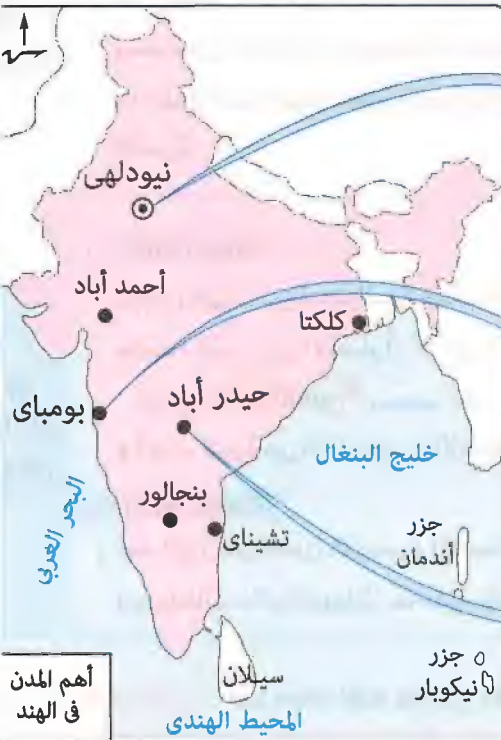 نيودلهى
أحمد أباد
كلكتا
بومباى
حيدر أباد
خليج البنغال
البحر العربي
بنجالور
تشيناى
جزر
أندمان
سيلان
جزر
نيكوبار
المحيط الهندى
أهم المدن
فى الهند